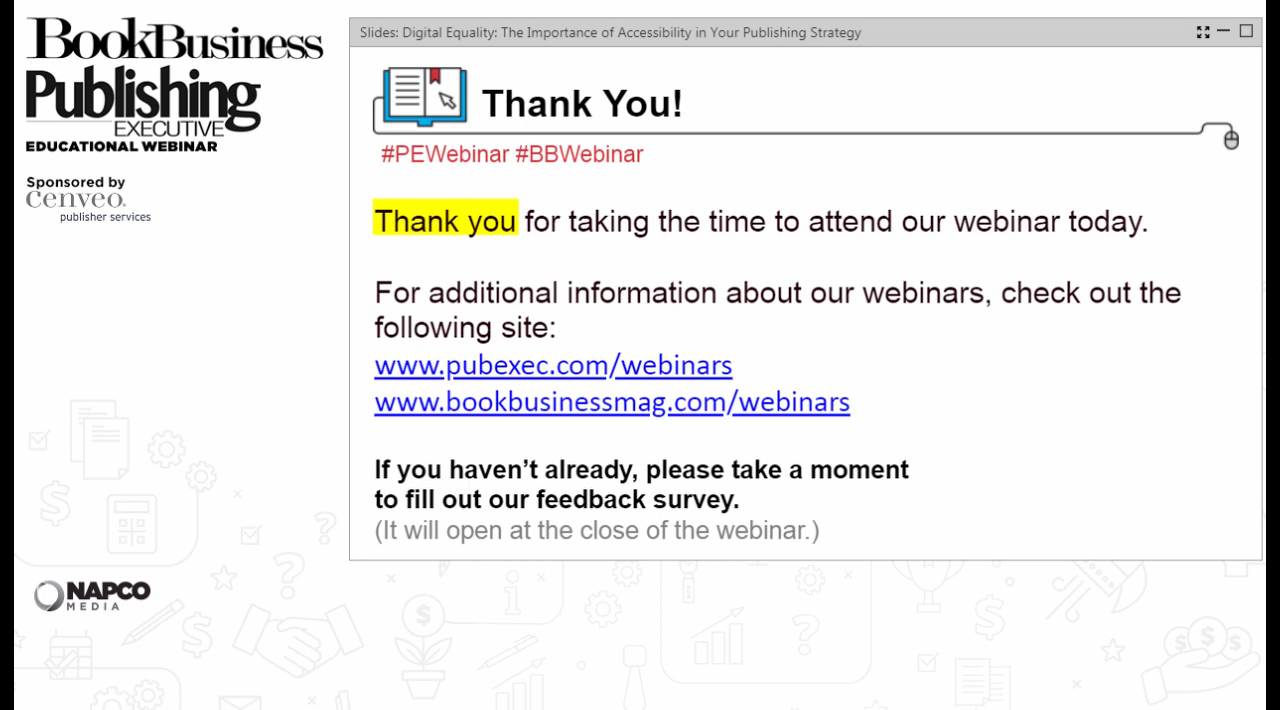 BookBusiness
Publishing
EXECUTIVE
EDUCATIONAL WEBINAR
Sponsored by
cenveo.
publisher services
Slides: Digital Equality: The Importance of Accessibility in Your Publishing Strategy
Thank You!
#PEWebinar #BBWebinar
Thank you for taking the time to attend our webinar today.
For additional information about our webinars, check out the
following site:
www.pubexec.com/webinars
www.bookbusinessmag.com/webinars
If you haven’t already, please take a moment
to fill out our feedback survey.
(It will open at the close of the webinar.)
NAPCO
MEDIA